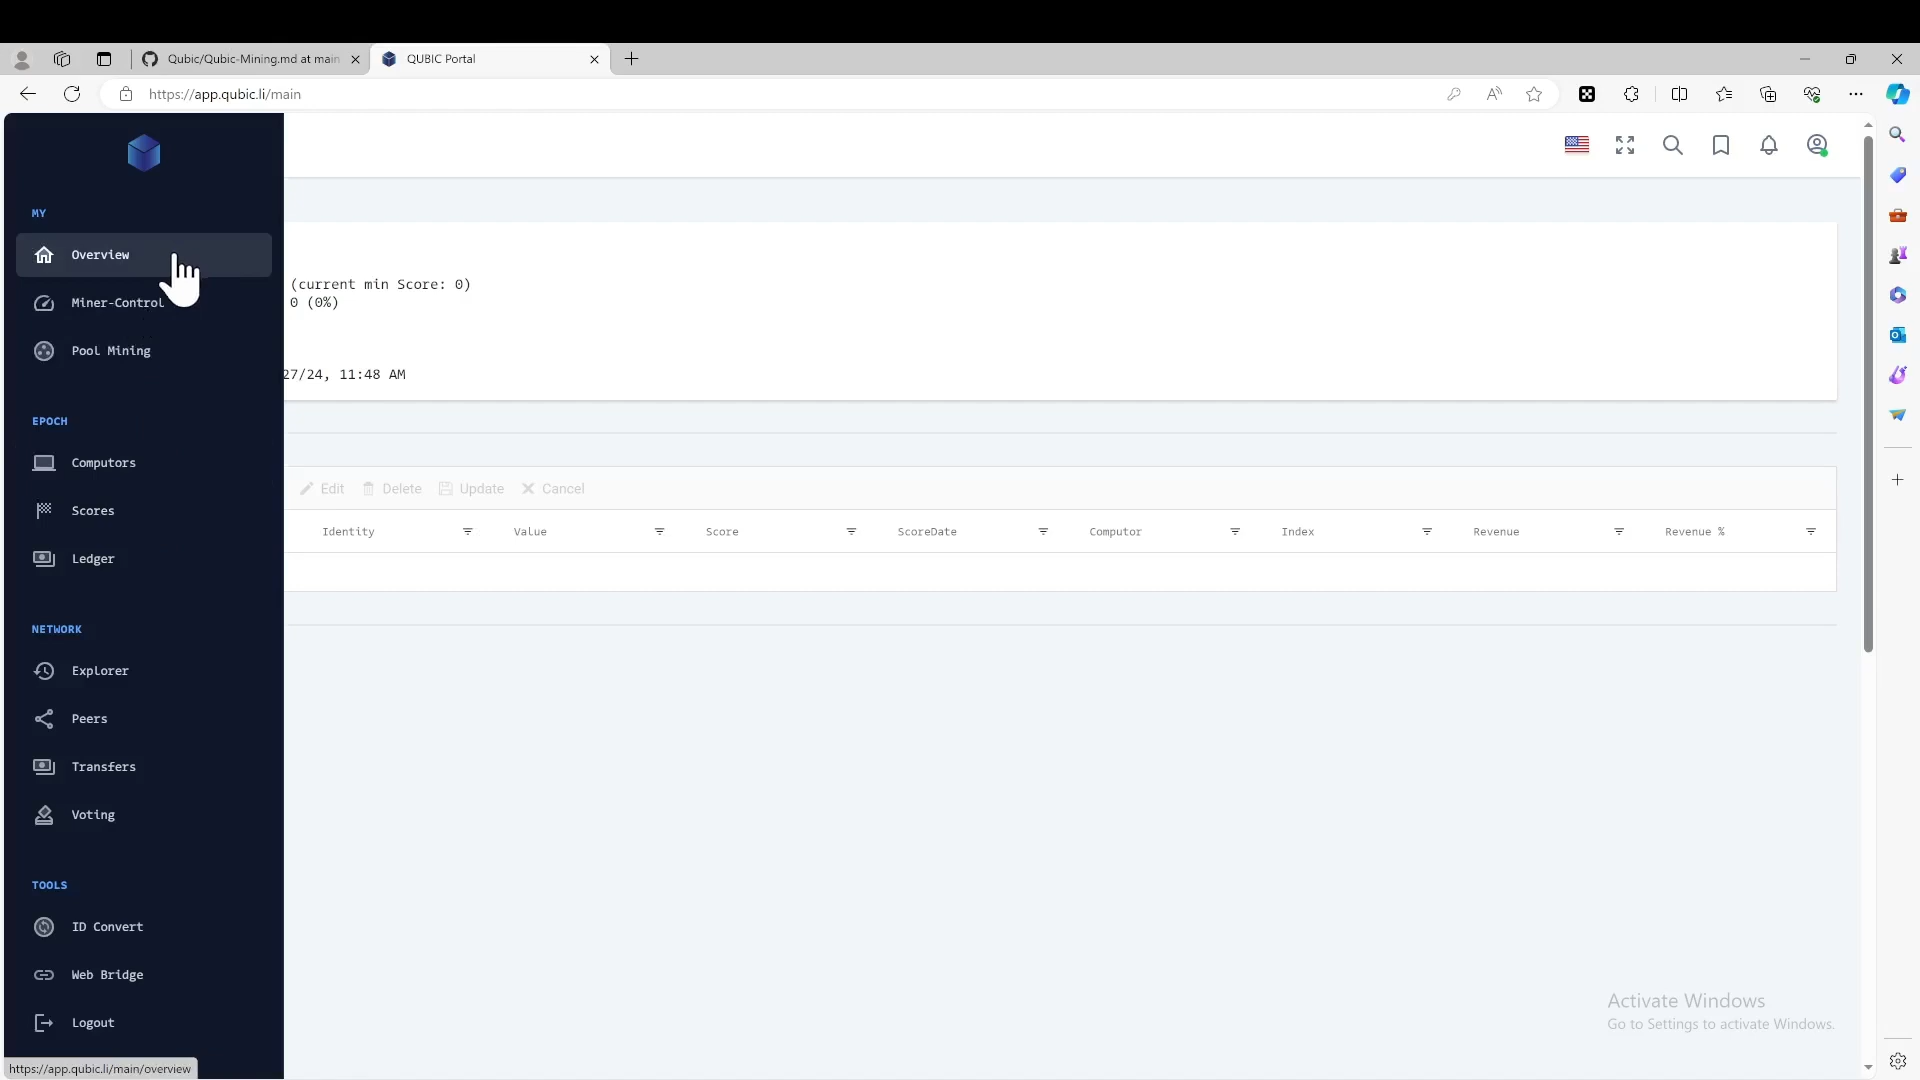 Qubic/Qubic-Mining.md at main
QUBIC Portal
https://app.qubic.li/main
MY
Overview
Miner-Control
Pool Mining
EPOCH
Computors
Scores
Ledger
NETWORK
Explorer
Peers
Transfers
Voting
TOOLS
ID Convert
Web Bridge
Logout
https://app.qubic.li/main/overview
(current min Score: 0)
0 (0%)
27/24, 11:48 AM
Edit Delete Update Cancel
Identity Value Score ScoreDate Computor Index Revenue Revenue %
Activate Windows
Go to Settings to activate Windows.